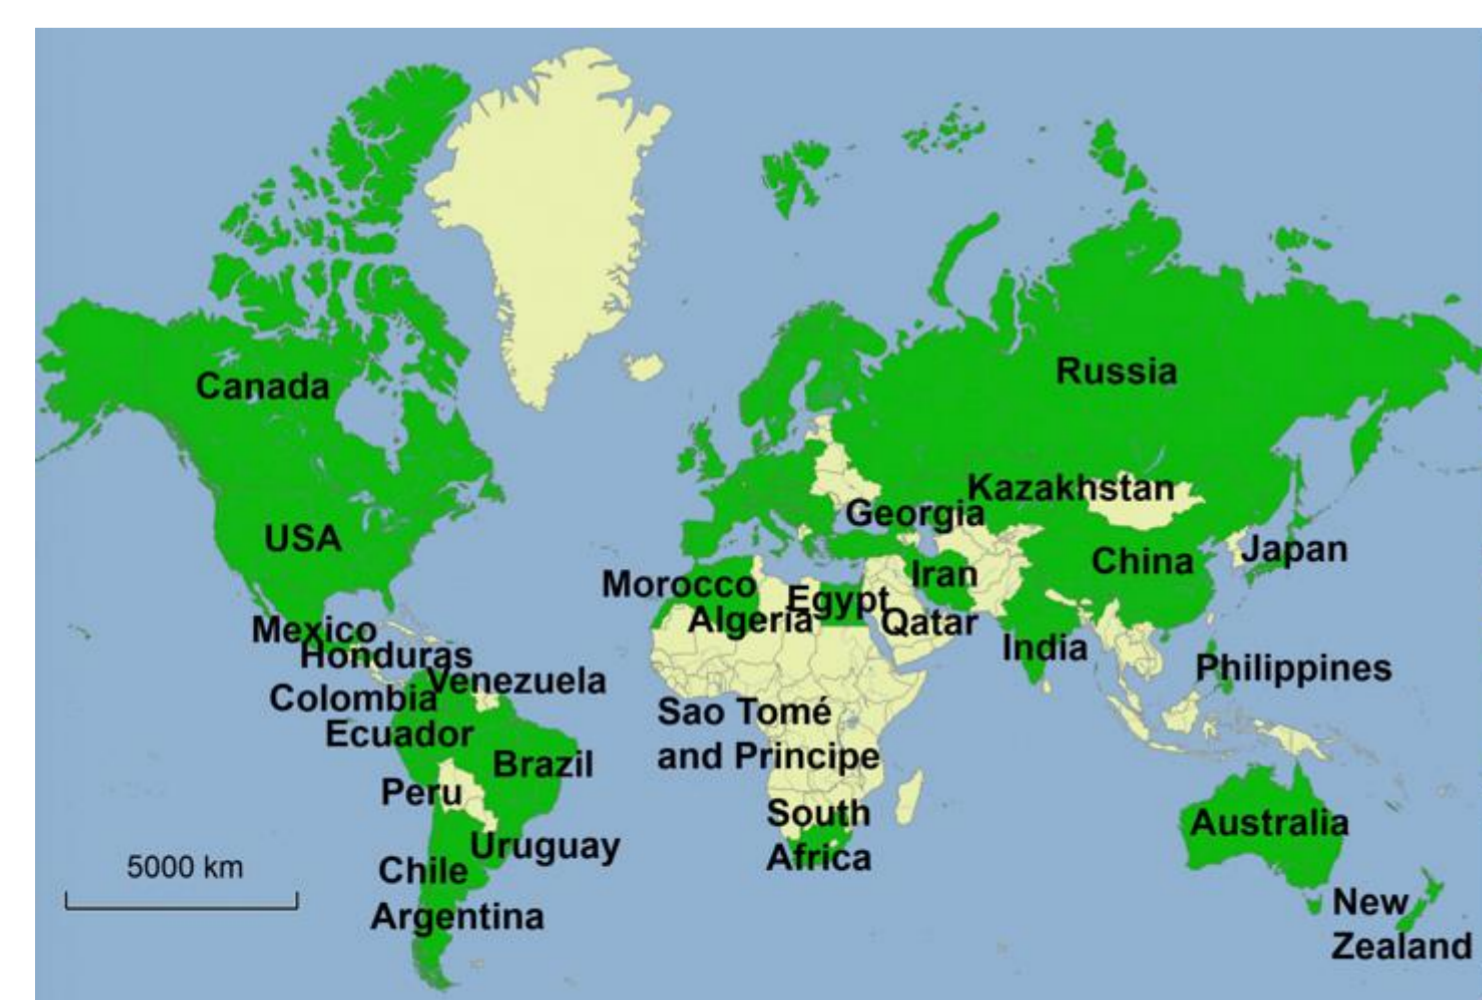 Canada
Russia
Kazakhstan
Georgia
USA
China
Japan
Iran
Morocco
Egypt
Algeria
Qatar
Mexico
Honduras
India
Philippines
Venezuela
Colombia
Ecuador
Sao Tomé
and Principe
Brazil
Peru
South
Africa
Australia
Uruguay
Chile
5000 km
Argentina
New
Zealand